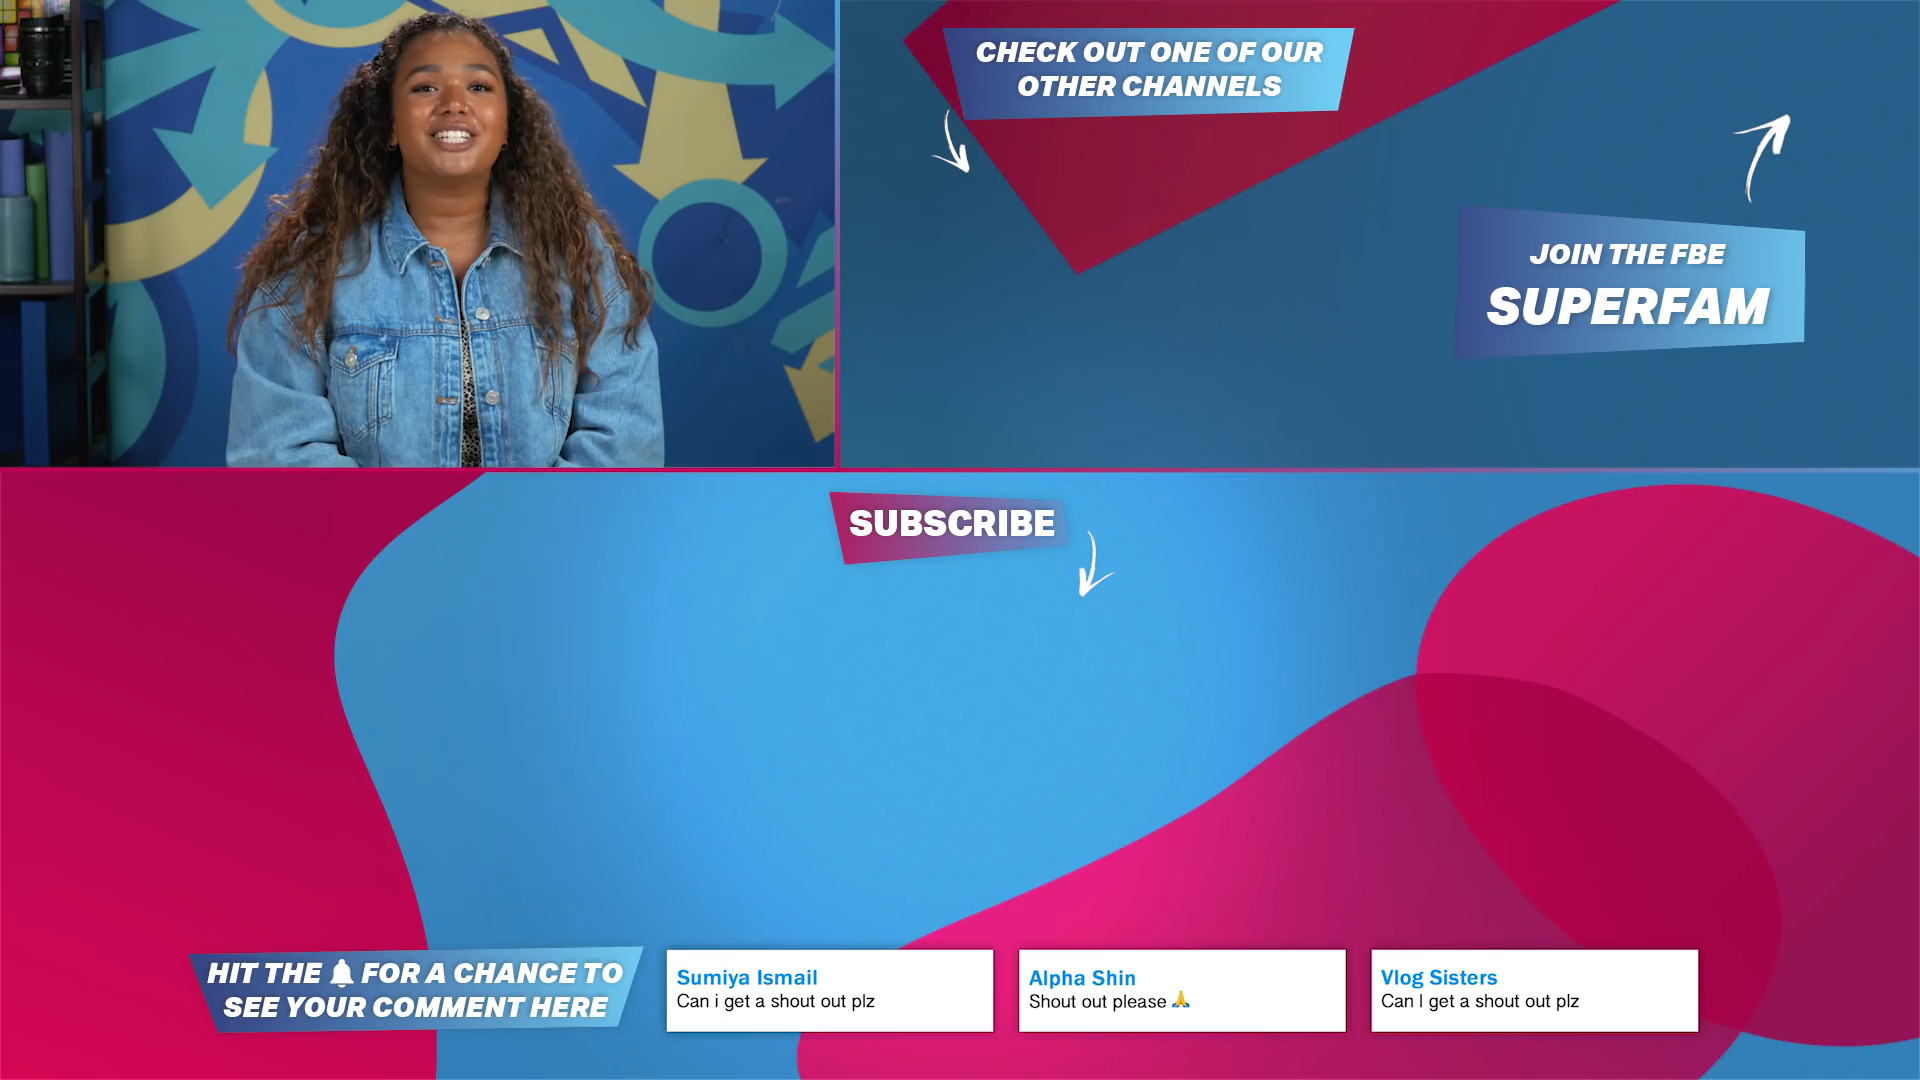 CHECK OUT ONE OF OUR
OTHER CHANNELS
JOIN THE FBE
SUPERFAM
SUBSCRIBE
HIT THE 🔔 FOR A CHANCE TO
SEE YOUR COMMENT HERE
Sumiya Ismail
Can i get a shout out plz
Alpha Shin
Shout out please 🙏
Vlog Sisters
Can I get a shout out plz